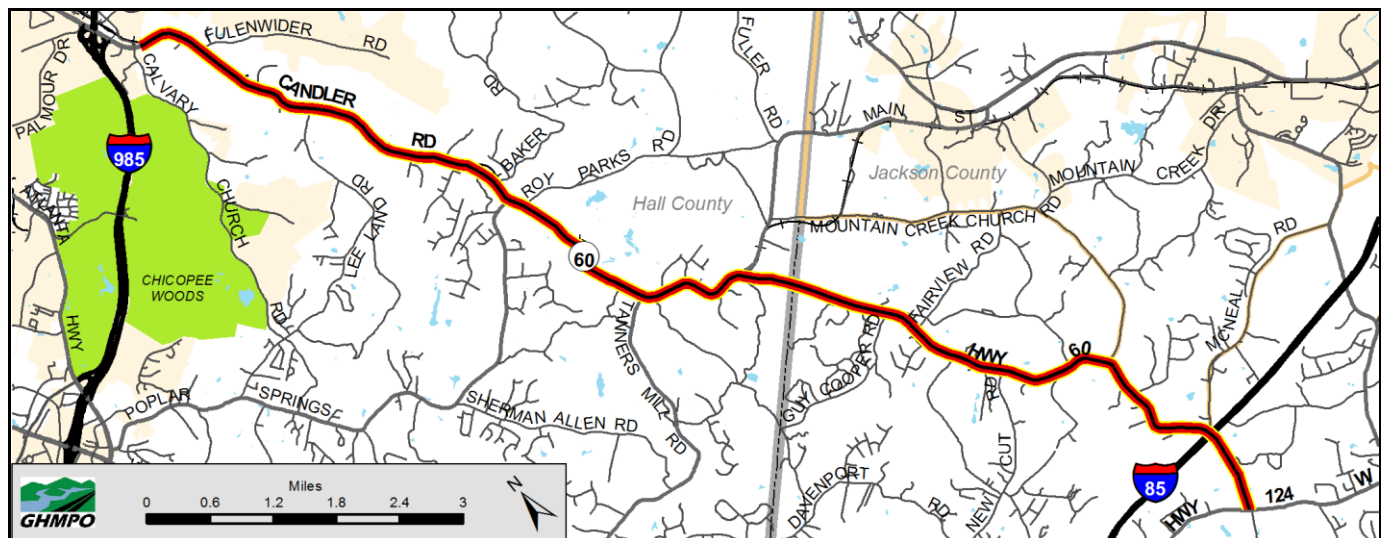 FULENWIDER RD
PALMOUR DR
CALVARY CHURCH RD
985
CANDLER RD
RD
BAKER
FULLER RD
ROY PARKS RD
MAIN ST
Hall County
Jackson County
MOUNTAIN CREEK DR
MOUNTAIN CREEK CHURCH RD
ATLANTA HWY
CHICOPEE
WOODS
LEE LAND RD
60
TANNERS MILL RD
FAIRVIEW RD
GUY COOPER RD
HWY 60
MCNEAL RD
POPLAR SPRINGS
SHERMAN ALLEN RD
DAVENPORT RD
NEW CUT RD
85
HWY 124 W
GHMPO
Miles
0 0.6 1.2 1.8 2.4 3
N